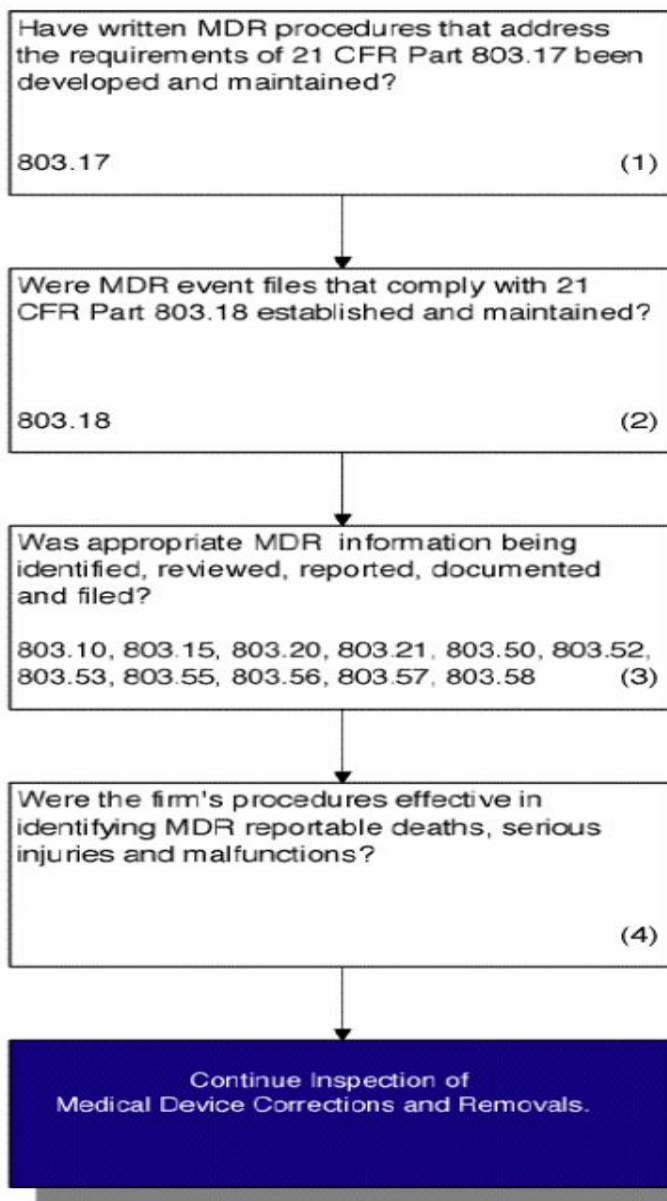 Have written MDR procedures that address
the requirements of 21 CFR Part 803.17 been
developed and maintained?
803.17 (1)
Were MDR event files that comply with 21
CFR Part 803.18 established and maintained?
803.18 (2)
Was appropriate MDR information being
identified, reviewed, reported, documented
and filed?
803.10, 803.15, 803.20, 803.21, 803.50, 803.52,
803.53, 803.55, 803.56, 803.57, 803.58 (3)
Were the firm's procedures effective in
identifying MDR reportable deaths, serious
injuries and malfunctions?
(4)
Continue Inspection of
Medical Device Corrections and Removals.